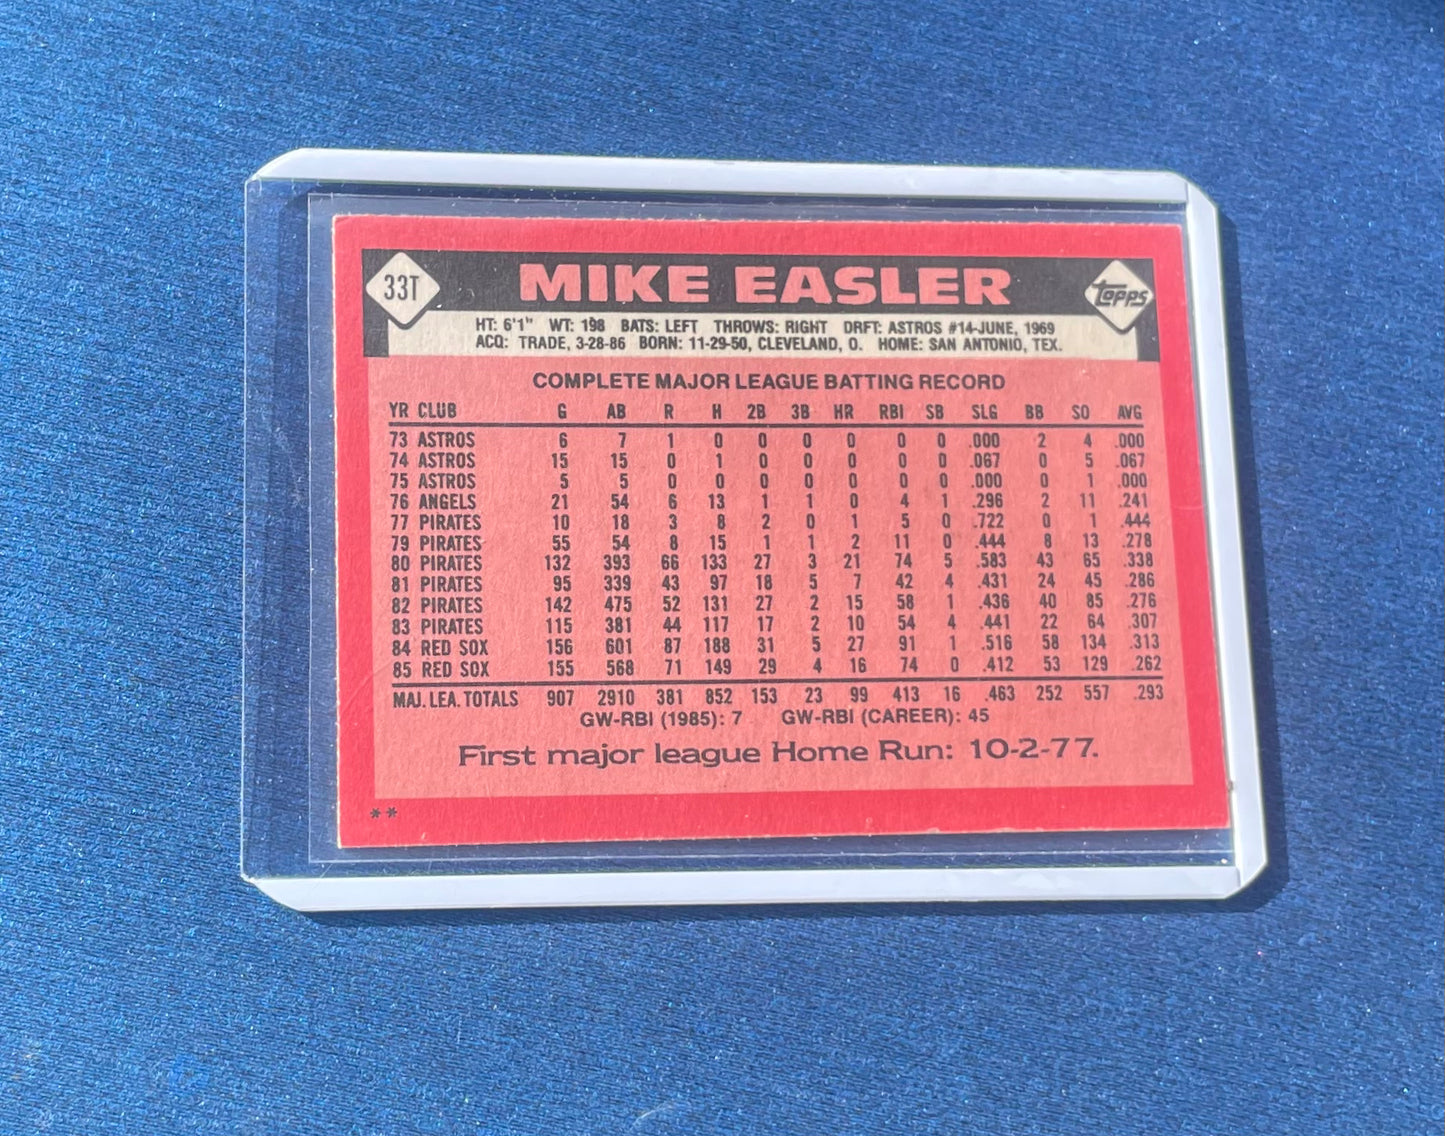 33T MIKE EASLER Topps
HT: 6'1" WT: 198 BATS: LEFT THROWS: RIGHT DRFT: ASTROS #14-JUNE, 1969
ACQ: TRADE, 3-28-86 BORN: 11-29-50, CLEVELAND, O. HOME: SAN ANTONIO, TEX.
COMPLETE MAJOR LEAGUE BATTING RECORD
YR CLUB G AB R H 2B 3B HR RBI SB SLG BB SO AVG
73 ASTROS 6 7 1 0 0 0 0 0 0 .000 2 4 .000
74 ASTROS 15 15 0 1 0 0 0 0 0 .067 0 5 .067
75 ASTROS 5 5 0 0 0 0 0 0 0 .000 0 1 .000
76 ANGELS 21 54 6 13 1 1 0 4 1 .296 2 11 .241
77 PIRATES 10 18 3 8 2 0 1 5 0 .722 0 1 .444
79 PIRATES 55 54 8 15 1 1 2 11 0 .444 8 13 .278
80 PIRATES 132 393 66 133 27 3 21 74 5 .583 43 65 .338
81 PIRATES 95 339 43 97 18 5 7 42 4 .431 24 45 .286
82 PIRATES 142 475 52 131 27 2 15 58 1 .436 40 85 .276
83 PIRATES 115 381 44 117 17 2 10 54 4 .441 22 64 .307
84 RED SOX 156 601 87 188 31 5 27 91 1 .516 58 134 .313
85 RED SOX 155 568 71 149 29 4 16 74 0 .412 53 129 .262
MAJ. LEA. TOTALS 907 2910 381 852 153 23 99 413 16 .463 252 557 .293
GW-RBI (1985): 7 GW-RBI (CAREER): 45
First major league Home Run: 10-2-77.
**